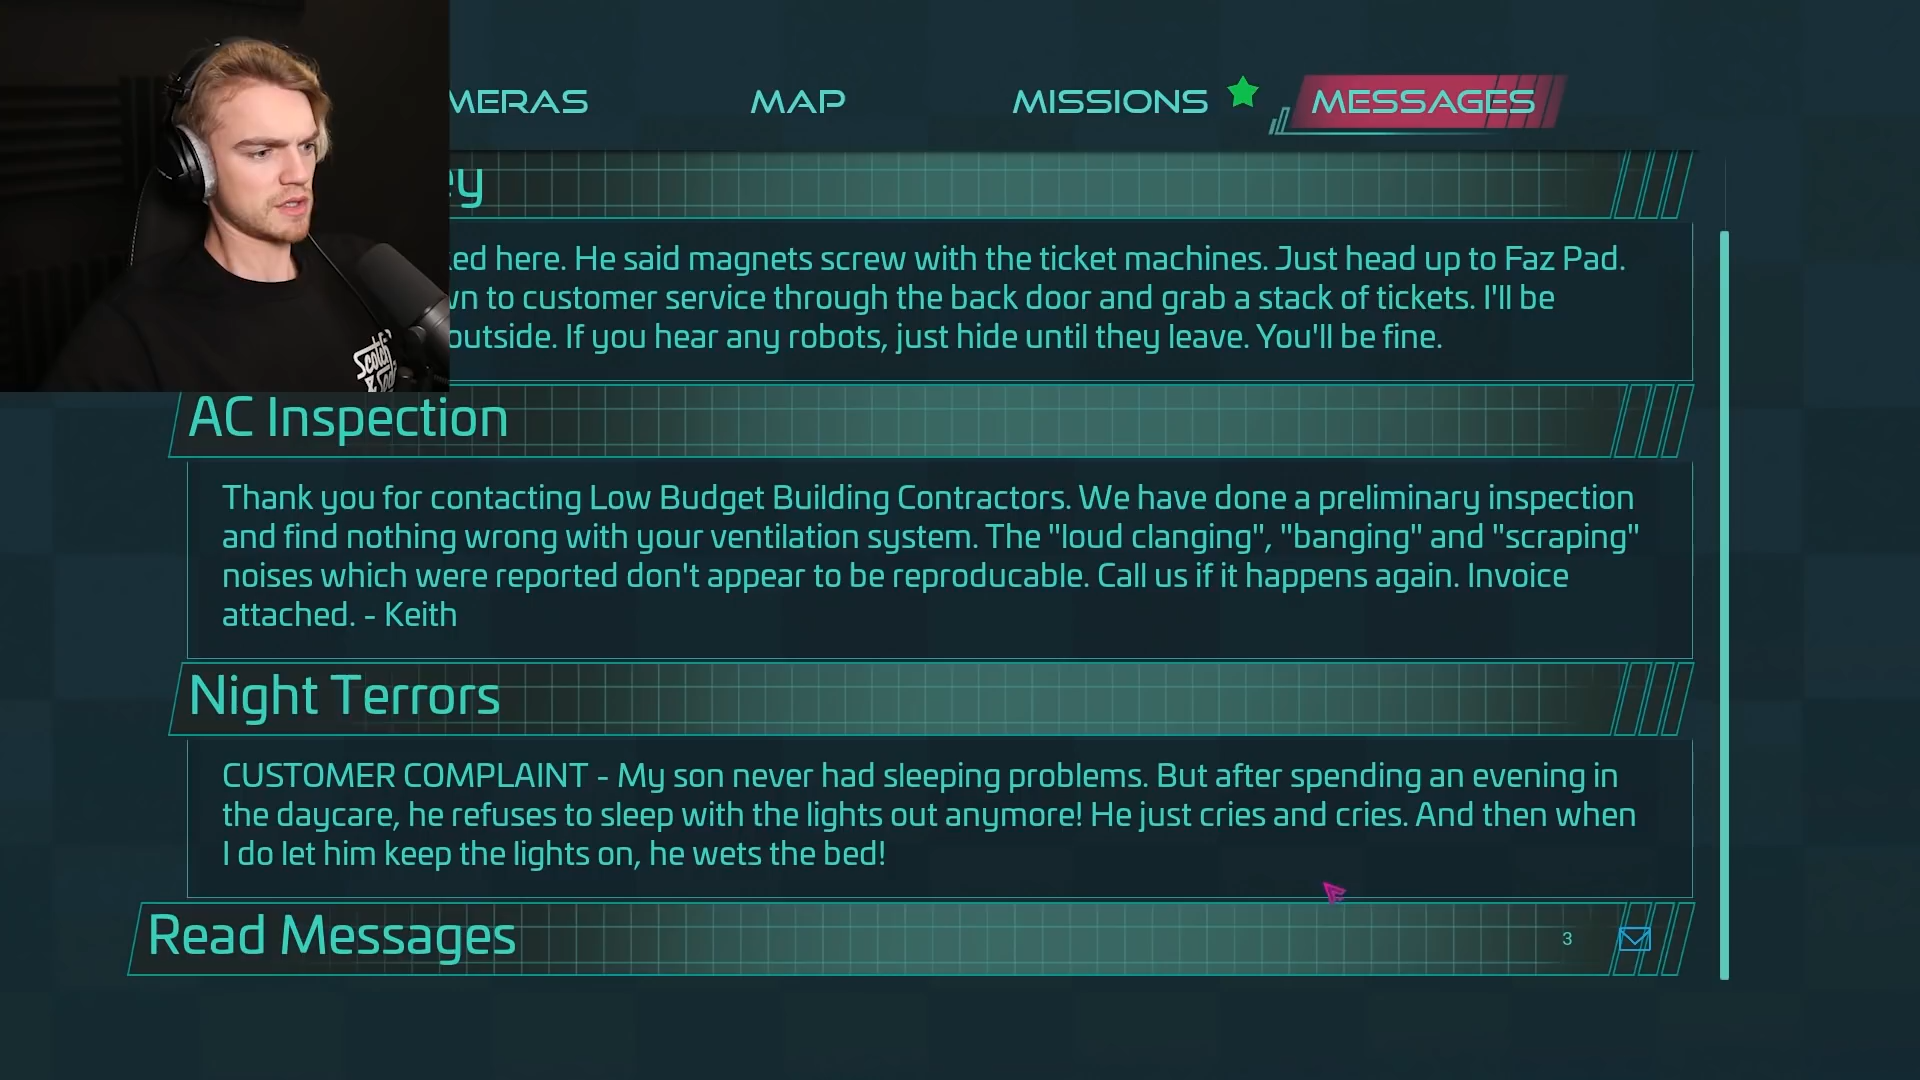 MERAS MAP MISSIONS MESSAGES
ey
ked here. He said magnets screw with the ticket machines. Just head up to Faz Pad.
wn to customer service through the back door and grab a stack of tickets. I'll be
outside. If you hear any robots, just hide until they leave. You'll be fine.
Scotch
&
AC Inspection
Thank you for contacting Low Budget Building Contractors. We have done a preliminary inspection
and find nothing wrong with your ventilation system. The "loud clanging", "banging" and "scraping"
noises which were reported don't appear to be reproducable. Call us if it happens again. Invoice
attached. - Keith
Night Terrors
CUSTOMER COMPLAINT - My son never had sleeping problems. But after spending an evening in
the daycare, he refuses to sleep with the lights out anymore! He just cries and cries. And then when
I do let him keep the lights on, he wets the bed!
Read Messages 3